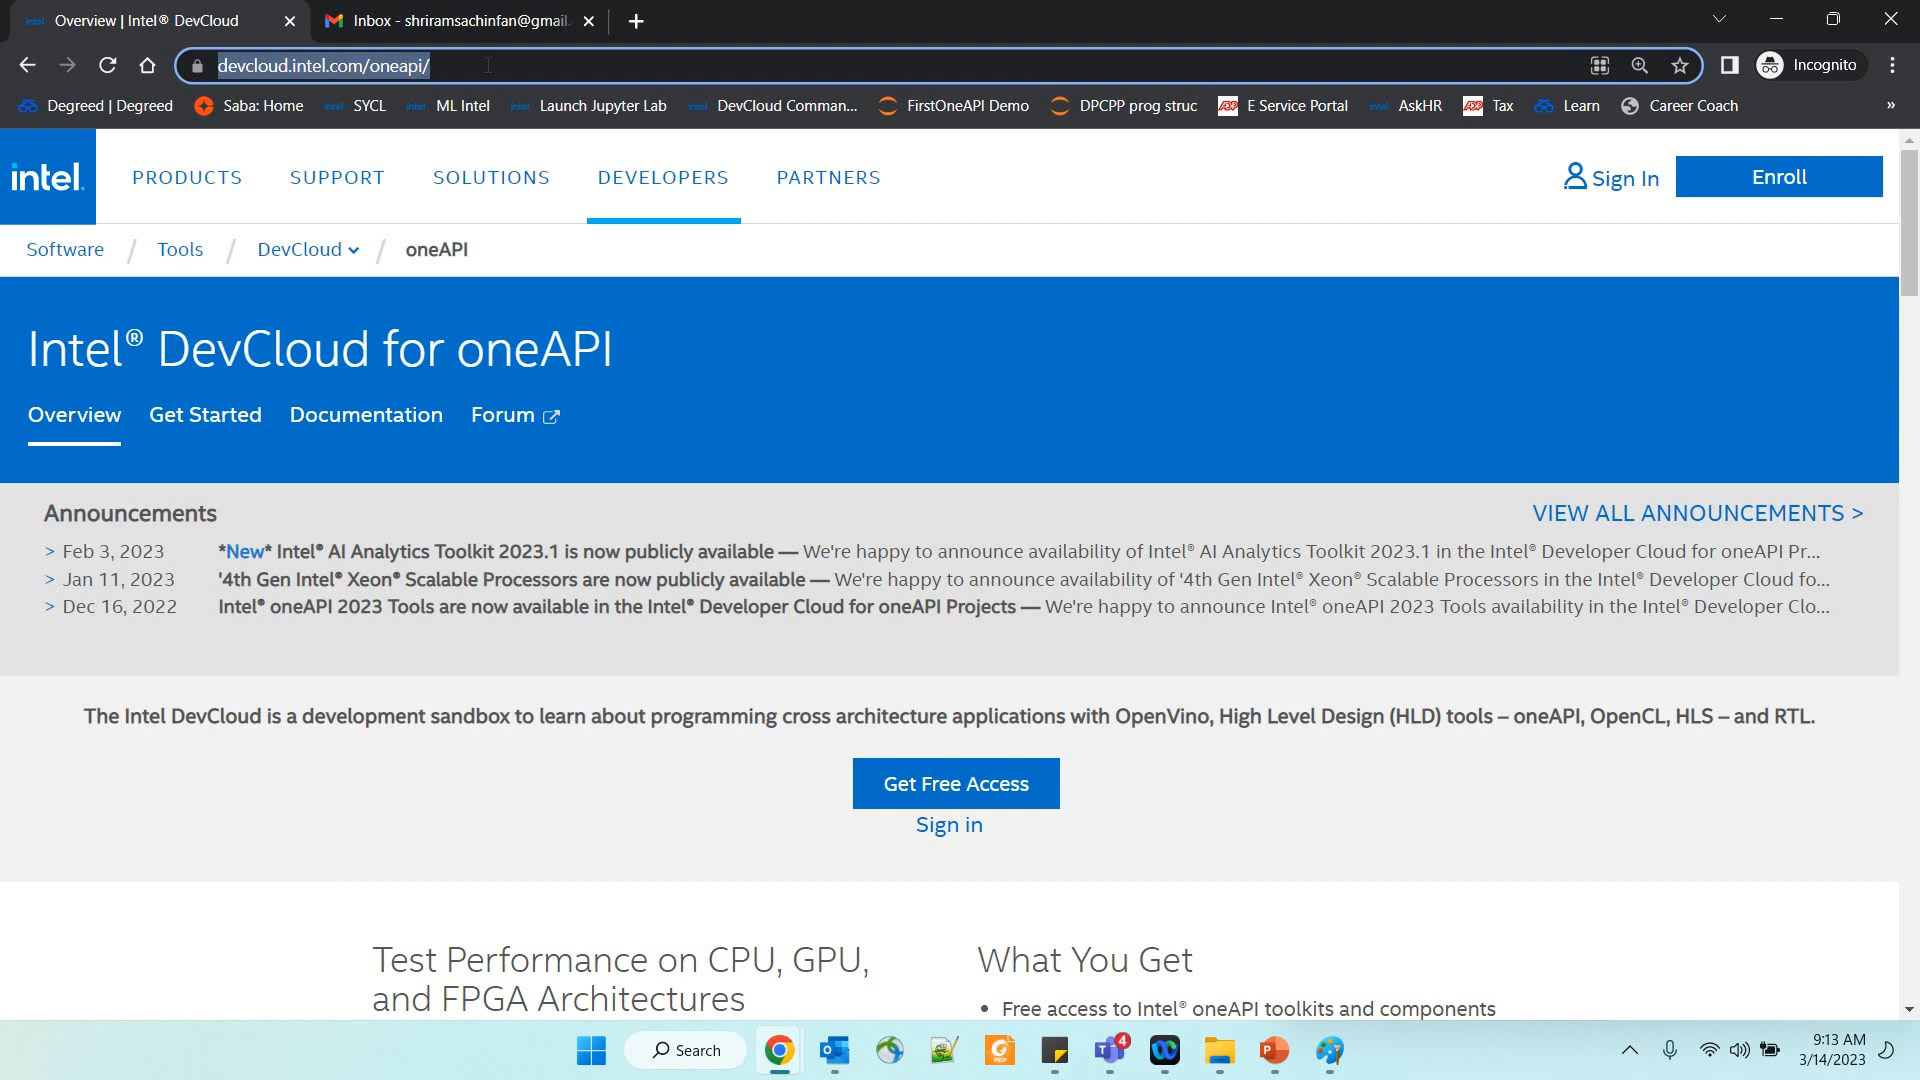 Overview | Intel® DevCloud
Inbox - shriramsachinfan@gmail.
devcloud.intel.com/oneapi/
Incognito
Degreed | Degreed
Saba: Home
SYCL
ML Intel
Launch Jupyter Lab
DevCloud Comman...
FirstOneAPI Demo
DPCPP prog struc
E Service Portal
AskHR
Tax
Learn
Career Coach
»
intel.
PRODUCTS
SUPPORT
SOLUTIONS
DEVELOPERS
PARTNERS
Sign In
Enroll
Software / Tools / DevCloud / oneAPI
Intel® DevCloud for oneAPI
Overview
Get Started
Documentation
Forum
Announcements
VIEW ALL ANNOUNCEMENTS >
> Feb 3, 2023 *New* Intel® AI Analytics Toolkit 2023.1 is now publicly available — We're happy to announce availability of Intel® AI Analytics Toolkit 2023.1 in the Intel® Developer Cloud for oneAPI Pr...
> Jan 11, 2023 '4th Gen Intel® Xeon® Scalable Processors are now publicly available — We're happy to announce availability of '4th Gen Intel® Xeon® Scalable Processors in the Intel® Developer Cloud fo...
> Dec 16, 2022 Intel® oneAPI 2023 Tools are now available in the Intel® Developer Cloud for oneAPI Projects — We're happy to announce Intel® oneAPI 2023 Tools availability in the Intel® Developer Clo...
The Intel DevCloud is a development sandbox to learn about programming cross architecture applications with OpenVino, High Level Design (HLD) tools – oneAPI, OpenCL, HLS – and RTL.
Get Free Access
Sign in
Test Performance on CPU, GPU,
and FPGA Architectures
What You Get
• Free access to Intel® oneAPI toolkits and components
Search
4
9:13 AM
3/14/2023